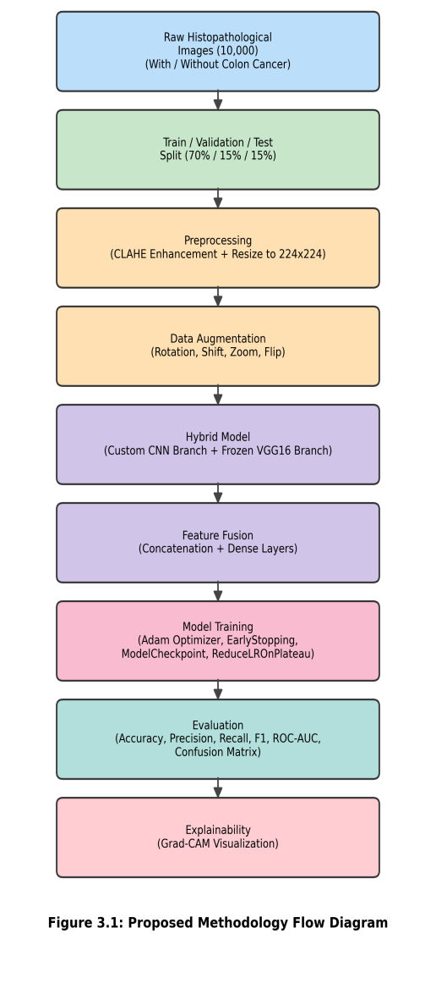 Raw Histopathological
Images (10,000)
(With / Without Colon Cancer)
Train / Validation / Test
Split (70% / 15% / 15%)
Preprocessing
(CLAHE Enhancement + Resize to 224x224)
Data Augmentation
(Rotation, Shift, Zoom, Flip)
Hybrid Model
(Custom CNN Branch + Frozen VGG16 Branch)
Feature Fusion
(Concatenation + Dense Layers)
Model Training
(Adam Optimizer, EarlyStopping,
ModelCheckpoint, ReduceLROnPlateau)
Evaluation
(Accuracy, Precision, Recall, F1, ROC-AUC,
Confusion Matrix)
Explainability
(Grad-CAM Visualization)
Figure 3.1: Proposed Methodology Flow Diagram